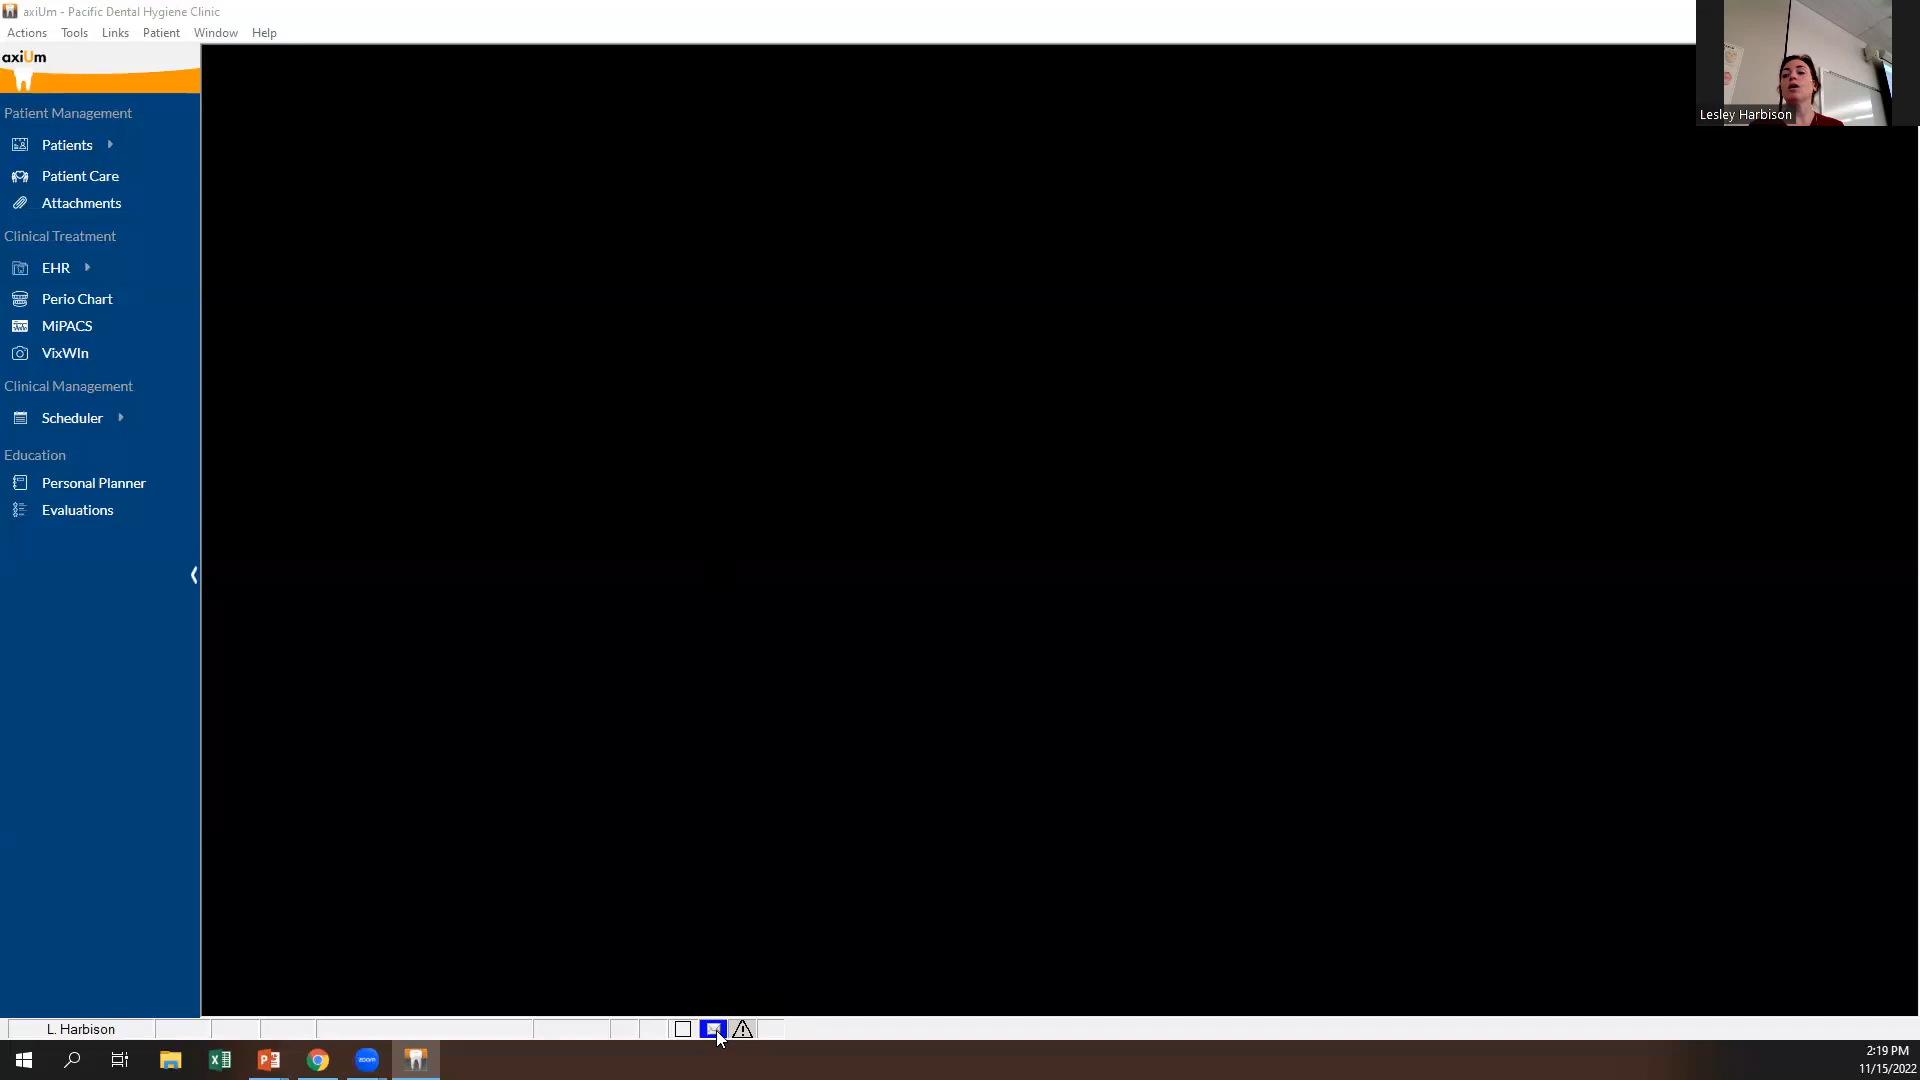 axiUm - Pacific Dental Hygiene Clinic
Actions Tools Links Patient Window Help
axiUm
Patient Management
Patients
Patient Care
Attachments
Clinical Treatment
EHR
Perio Chart
MiPACS
VixWIn
Clinical Management
Scheduler
Education
Personal Planner
Evaluations
Lesley Harbison
L. Harbison
zoom
2:19 PM
11/15/2022